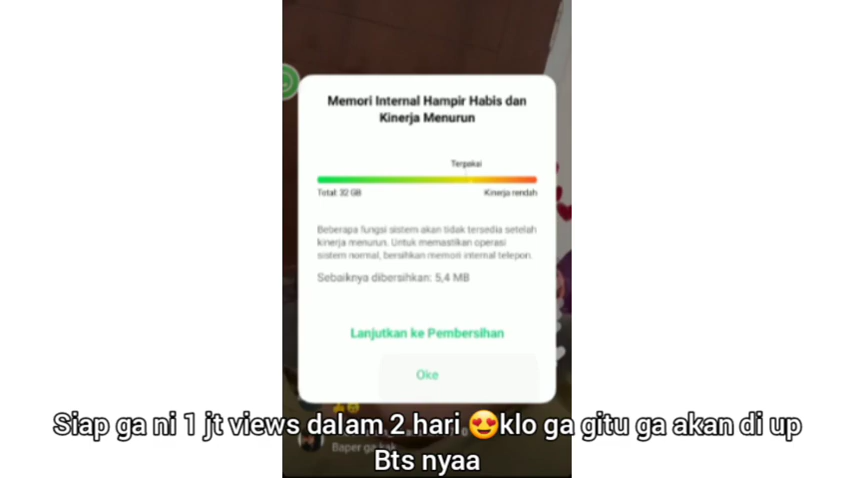 Memori Internal Hampir Habis dan
Kinerja Menurun
Terpakai
Total: 32 GB
Kinerja rendah
Beberapa fungsi sistem akan tidak tersedia setelah
kinerja menurun. Untuk memastikan operasi
sistem normal, bersihkan memori internal telepon.
Sebaiknya dibersihkan: 5,4 MB
Lanjutkan ke Pembersihan
Oke
Siap ga ni 1 jt views dalam 2 hari 😍klo ga gitu ga akan di up
Bts nyaa
Baper ga kak